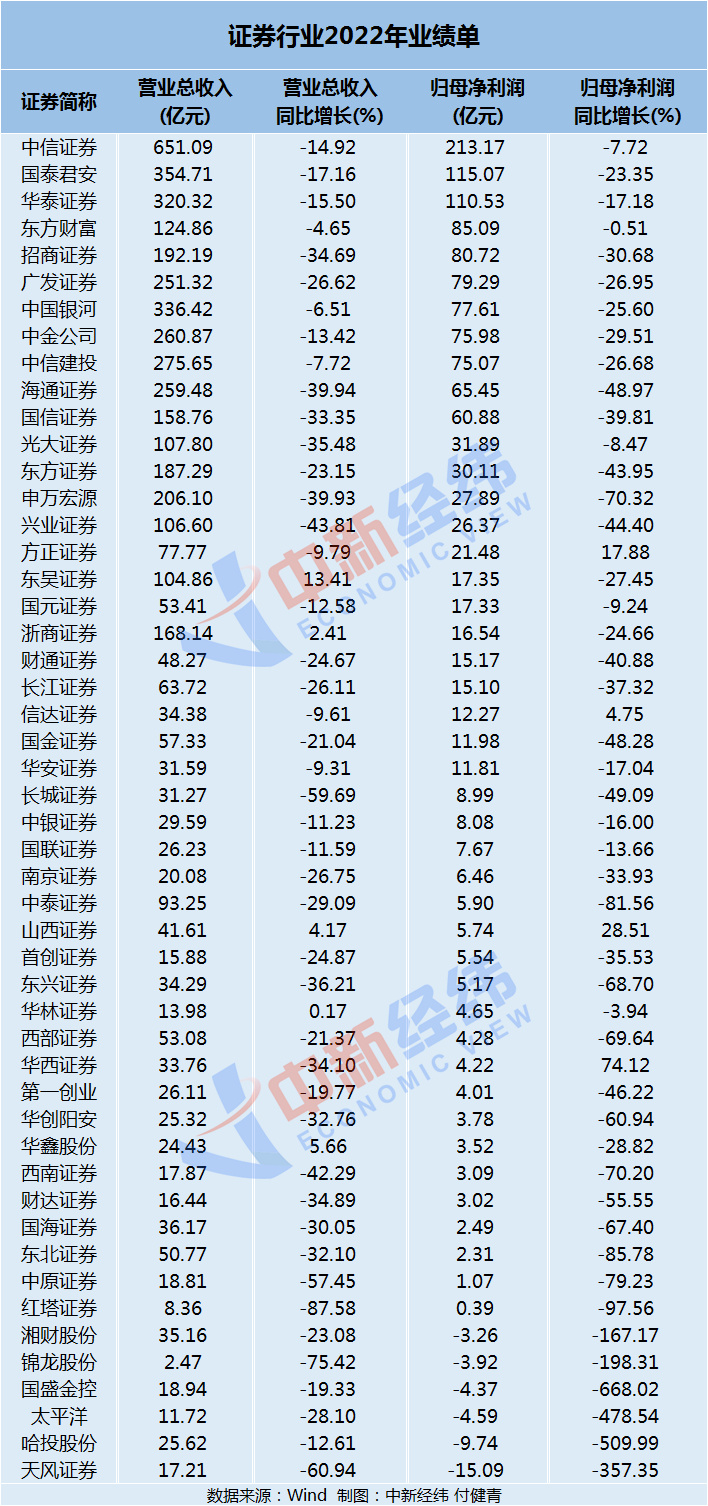 证券行业2022年业绩单
证券简称 营业总收入(亿元) 营业总收入同比增长(%) 归母净利润(亿元) 归母净利润同比增长(%)
中信证券 651.09 -14.92 213.17 -7.72
国泰君安 354.71 -17.16 115.07 -23.35
华泰证券 320.32 -15.50 110.53 -17.18
东方财富 124.86 -4.65 85.09 -0.51
招商证券 192.19 -34.69 80.72 -30.68
广发证券 251.32 -26.62 79.29 -26.95
中国银河 336.42 -6.51 77.61 -25.60
中金公司 260.87 -13.42 75.98 -29.51
中信建投 275.65 -7.72 75.07 -26.68
海通证券 259.48 -39.94 65.45 -48.97
国信证券 158.76 -33.35 60.88 -39.81
光大证券 107.80 -35.48 31.89 -8.47
东方证券 187.29 -23.15 30.11 -43.95
申万宏源 206.10 -39.93 27.89 -70.32
兴业证券 106.60 -43.81 26.37 -44.40
方正证券 77.77 -9.79 21.48 17.88
东吴证券 104.86 13.41 17.35 -27.45
国元证券 53.41 -12.58 17.33 -9.24
浙商证券 168.14 2.41 16.54 -24.66
财通证券 48.27 -24.67 15.17 -40.88
长江证券 63.72 -26.11 15.10 -37.32
信达证券 34.38 -9.61 12.27 4.75
国金证券 57.33 -21.04 11.98 -48.28
华安证券 31.59 -9.31 11.81 -17.04
长城证券 31.27 -59.69 8.99 -49.09
中银证券 29.59 -11.23 8.08 -16.00
国联证券 26.23 -11.59 7.67 -13.66
南京证券 20.08 -26.75 6.46 -33.93
中泰证券 93.25 -29.09 5.90 -81.56
山西证券 41.61 4.17 5.74 28.51
首创证券 15.88 -24.87 5.54 -35.53
东兴证券 34.29 -36.21 5.17 -68.70
华林证券 13.98 0.17 4.65 -3.94
西部证券 53.08 -21.37 4.28 -69.64
华西证券 33.76 -34.10 4.22 74.12
第一创业 26.11 -19.77 4.01 -46.22
华创阳安 25.32 -32.76 3.78 -60.94
华鑫股份 24.43 5.66 3.52 -28.82
西南证券 17.87 -42.29 3.09 -70.20
财达证券 16.44 -34.89 3.02 -55.55
国海证券 36.17 -30.05 2.49 -67.40
东北证券 50.77 -32.10 2.31 -85.78
中原证券 18.81 -57.45 1.07 -79.23
红塔证券 8.36 -87.58 0.39 -97.56
湘财股份 35.16 -23.08 -3.26 -167.17
锦龙股份 2.47 -75.42 -3.92 -198.31
国盛金控 18.94 -19.33 -4.37 -668.02
太平洋 11.72 -28.10 -4.59 -478.54
哈投股份 25.62 -12.61 -9.74 -509.99
天风证券 17.21 -60.94 -15.09 -357.35
数据来源：Wind 制图：中新经纬 付健青
中新经纬
ECONOMIC VIEW
中新经纬
ECONOMIC VIEW